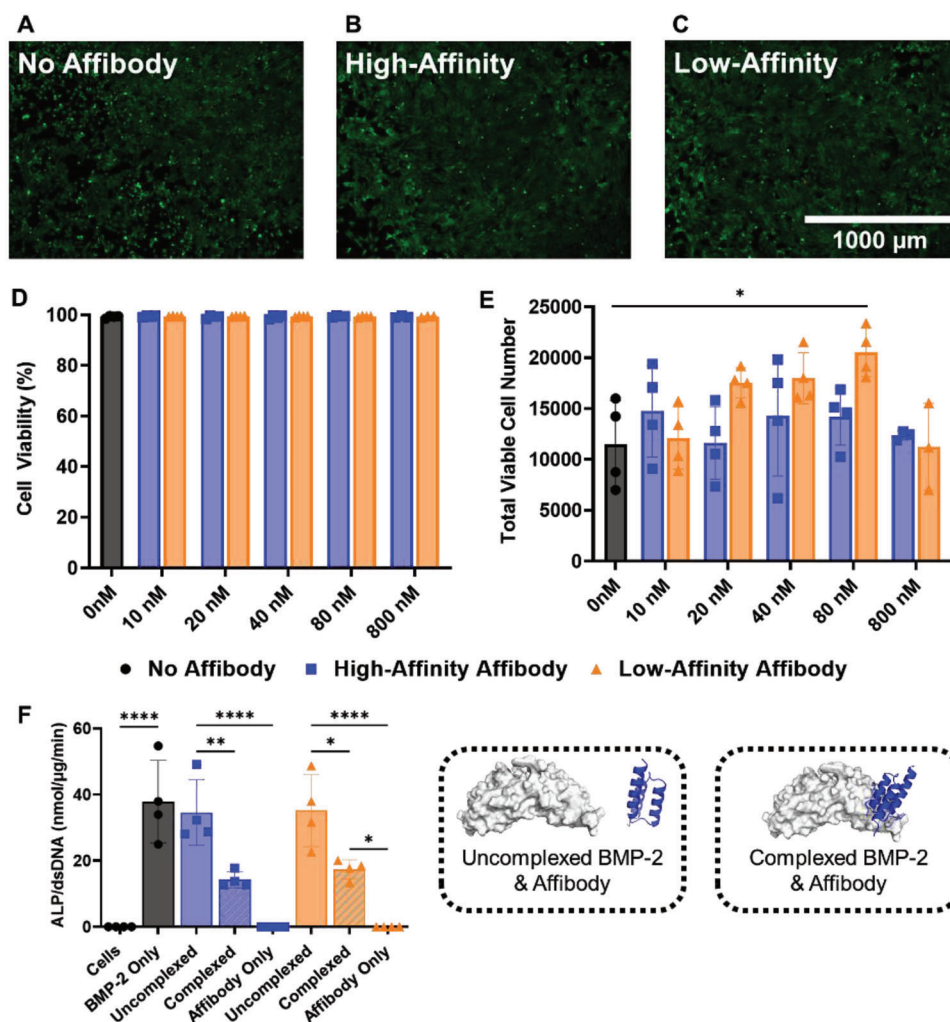 A
B
C
No Affibody
High-Affinity
Low-Affinity
1000 µm
D
Cell Viability (%)
100
80
60
40
20
0
0nM
10 nM
20 nM
40 nM
80 nM
800 nM
E
Total Viable Cell Number
25000
20000
15000
10000
5000
0
*
0nM
10 nM
20 nM
40 nM
80 nM
800 nM
No Affibody
High-Affinity Affibody
Low-Affinity Affibody
F
ALP/dsDNA (nmol/µg/min)
60
40
20
0
****
****
**
****
*
*
Cells
BMP-2 Only
Uncomplexed
Complexed
Affibody Only
Uncomplexed
Complexed
Affibody Only
Uncomplexed BMP-2
& Affibody
Complexed BMP-2
& Affibody